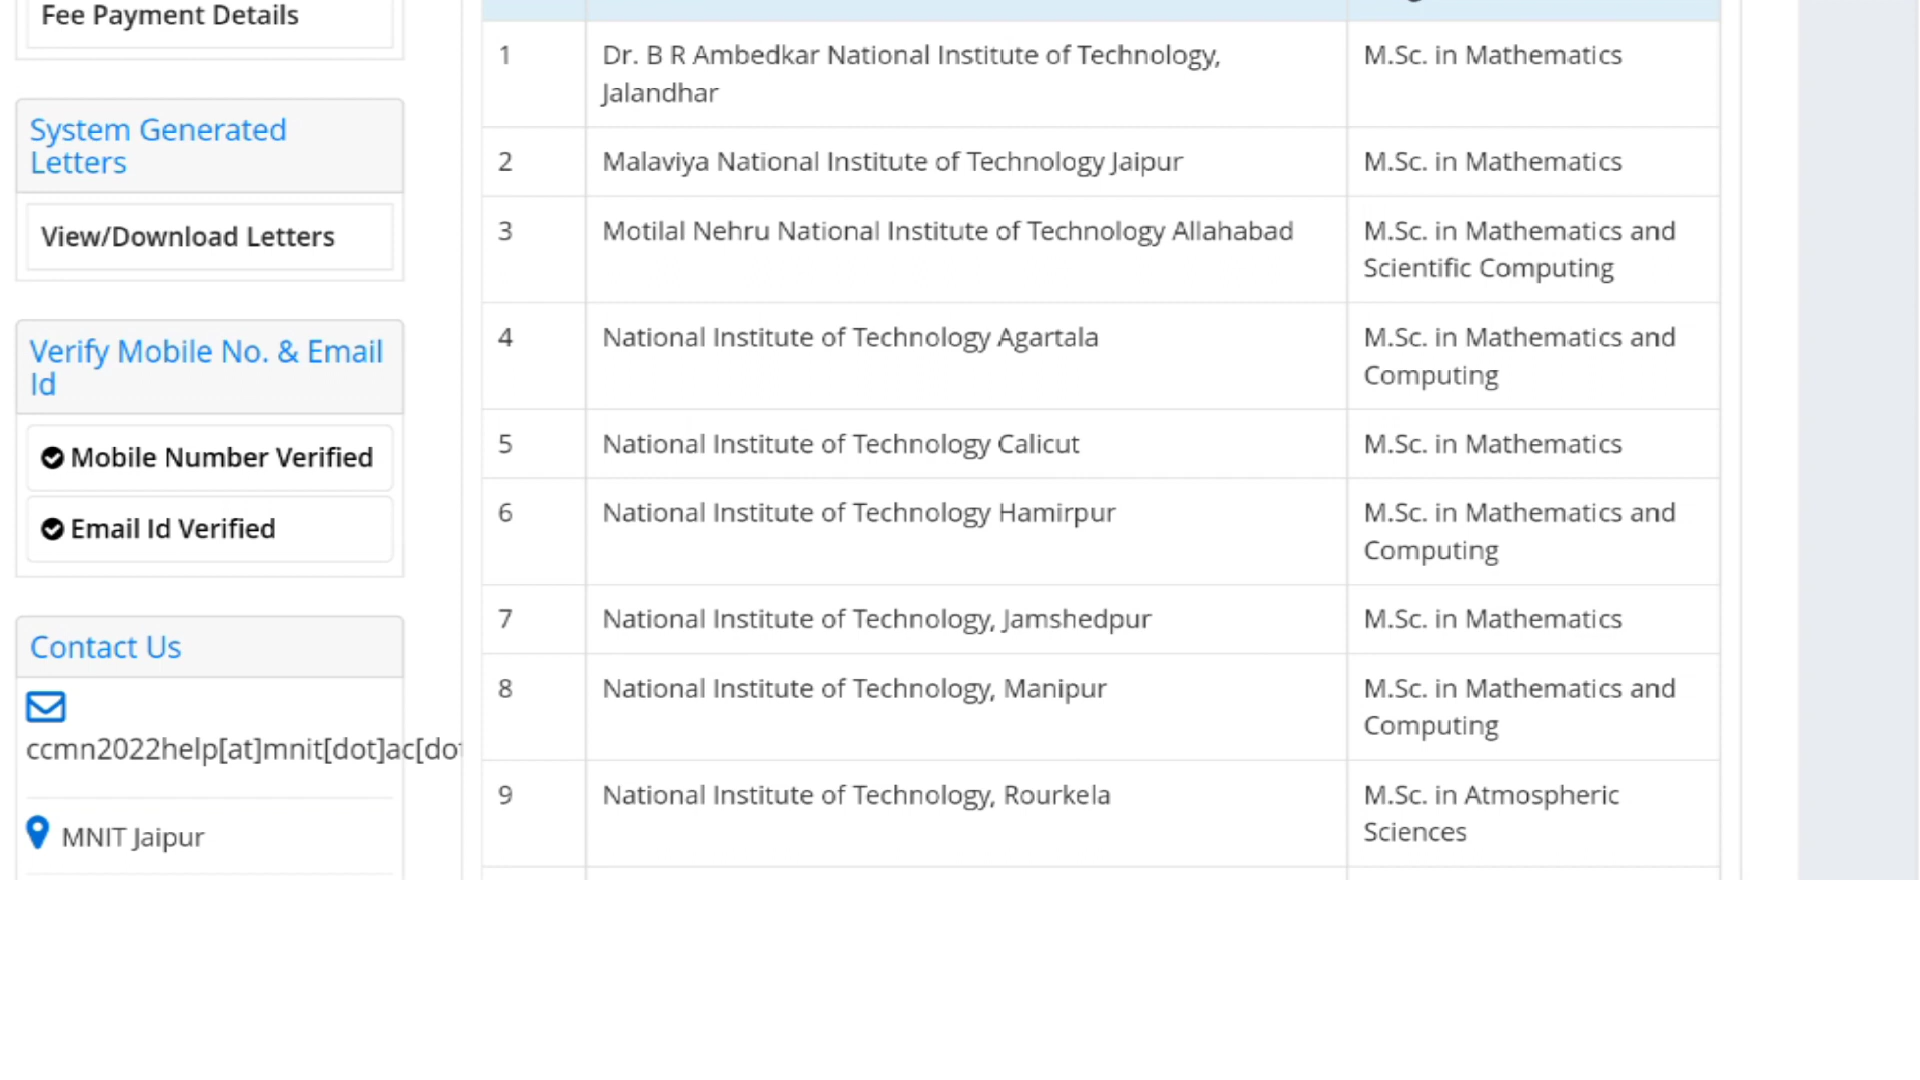 Fee Payment Details
System Generated
Letters
View/Download Letters
Verify Mobile No. & Email
Id
Mobile Number Verified
Email Id Verified
Contact Us
ccmn2022help[at]mnit[dot]ac[dot
MNIT Jaipur
1 Dr. B R Ambedkar National Institute of Technology, M.Sc. in Mathematics
Jalandhar
2 Malaviya National Institute of Technology Jaipur M.Sc. in Mathematics
3 Motilal Nehru National Institute of Technology Allahabad M.Sc. in Mathematics and
Scientific Computing
4 National Institute of Technology Agartala M.Sc. in Mathematics and
Computing
5 National Institute of Technology Calicut M.Sc. in Mathematics
6 National Institute of Technology Hamirpur M.Sc. in Mathematics and
Computing
7 National Institute of Technology, Jamshedpur M.Sc. in Mathematics
8 National Institute of Technology, Manipur M.Sc. in Mathematics and
Computing
9 National Institute of Technology, Rourkela M.Sc. in Atmospheric
Sciences